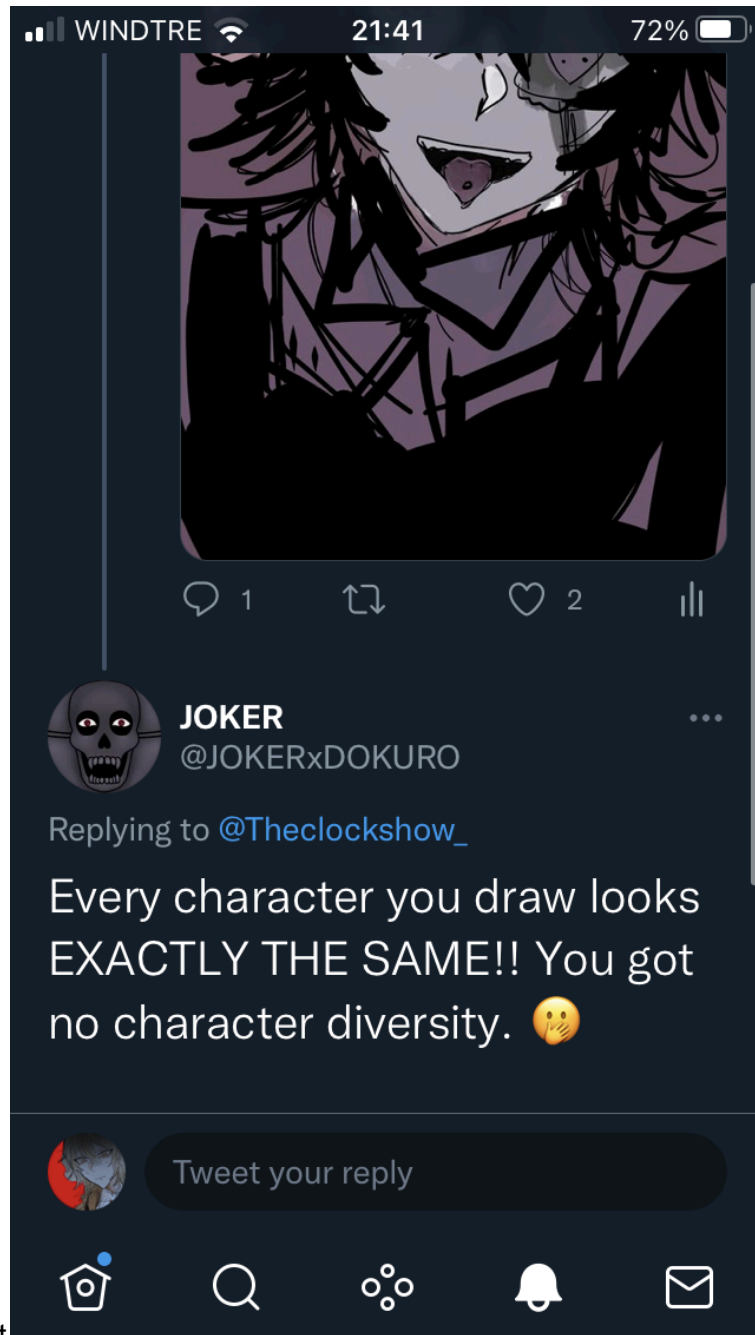 WINDTRE 21:41 72%
1 2
JOKER
@JOKERxDOKURO
Replying to @Theclockshow_
Every character you draw looks
EXACTLY THE SAME!! You got
no character diversity. 🤭
Tweet your reply